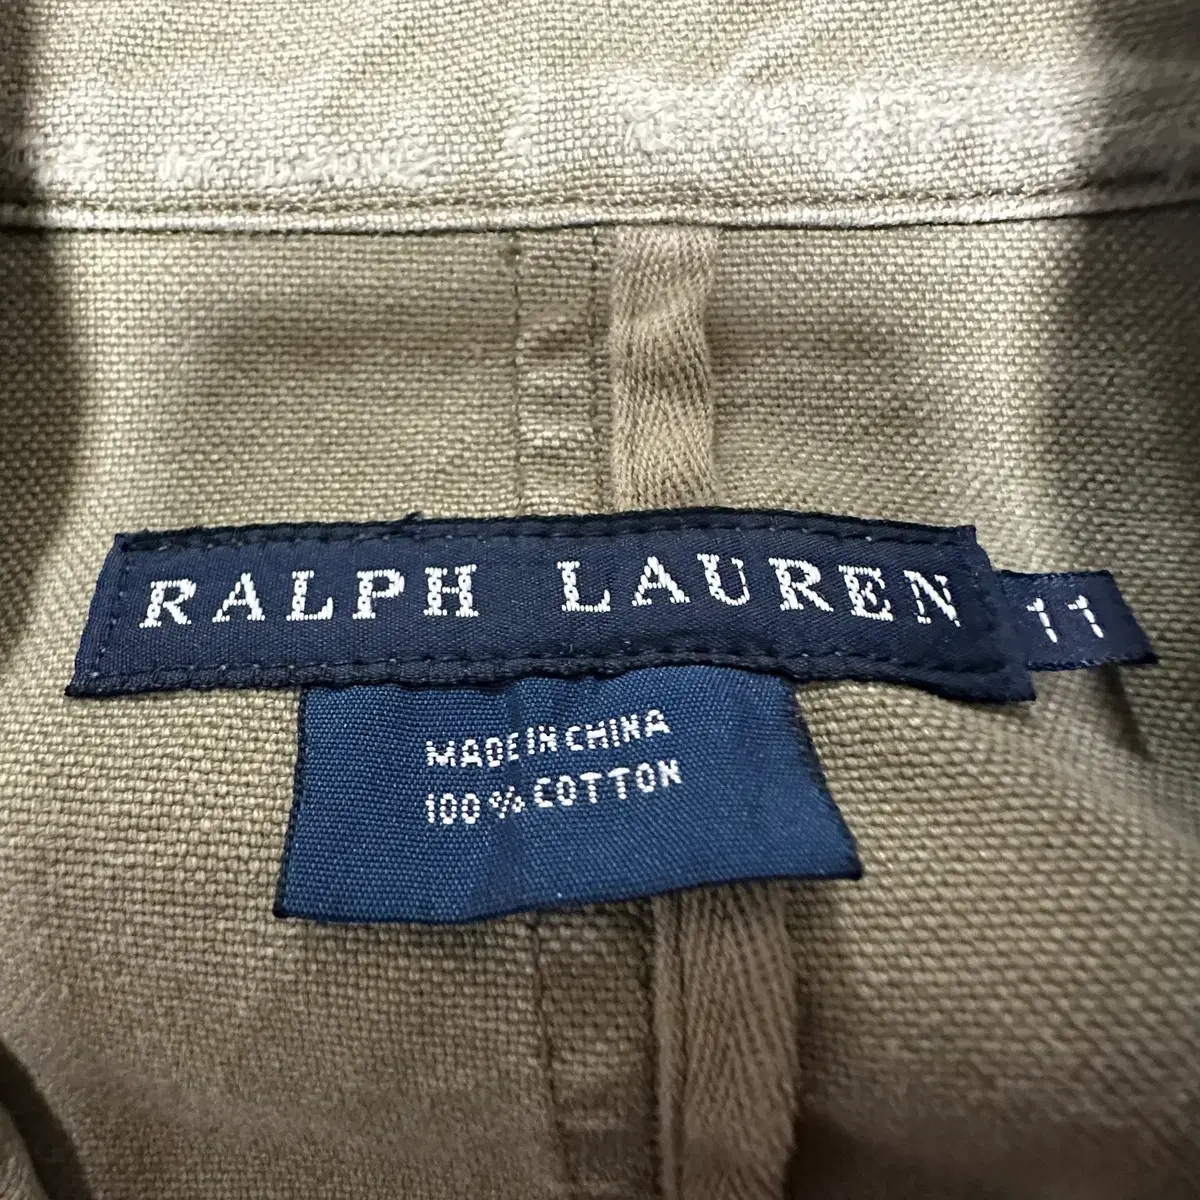 RALPH LAUREN 11
MADE IN CHINA
100% COTTON